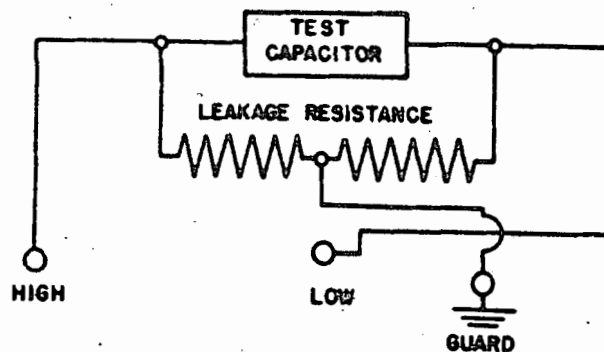 TEST
CAPACITOR
LEAKAGE RESISTANCE
HIGH
LOW
GUARD